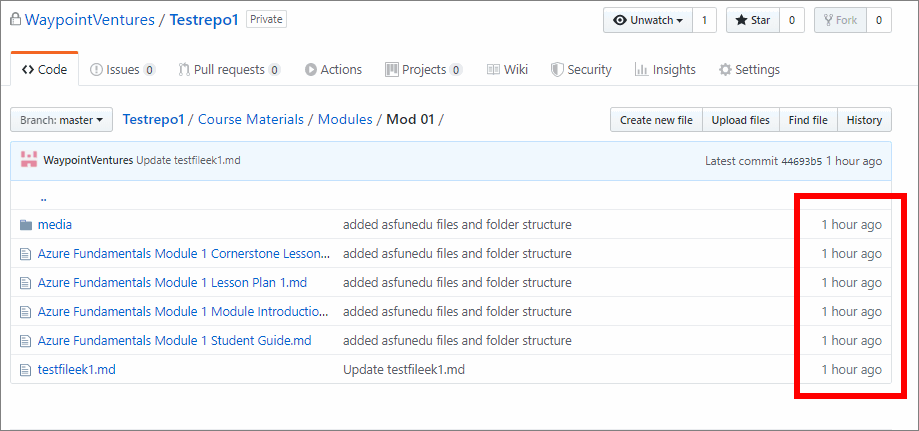 WaypointVentures / Testrepo1 Private Unwatch 1 Star 0 Fork 0
Code Issues 0 Pull requests 0 Actions Projects 0 Wiki Security Insights Settings
Branch: master Testrepo1 / Course Materials / Modules / Mod 01 / Create new file Upload files Find file History
WaypointVentures Update testfileek1.md Latest commit 44693b5 1 hour ago
..
media added asfunedu files and folder structure 1 hour ago
Azure Fundamentals Module 1 Cornerstone Lesson... added asfunedu files and folder structure 1 hour ago
Azure Fundamentals Module 1 Lesson Plan 1.md added asfunedu files and folder structure 1 hour ago
Azure Fundamentals Module 1 Module Introductio... added asfunedu files and folder structure 1 hour ago
Azure Fundamentals Module 1 Student Guide.md added asfunedu files and folder structure 1 hour ago
testfileek1.md Update testfileek1.md 1 hour ago